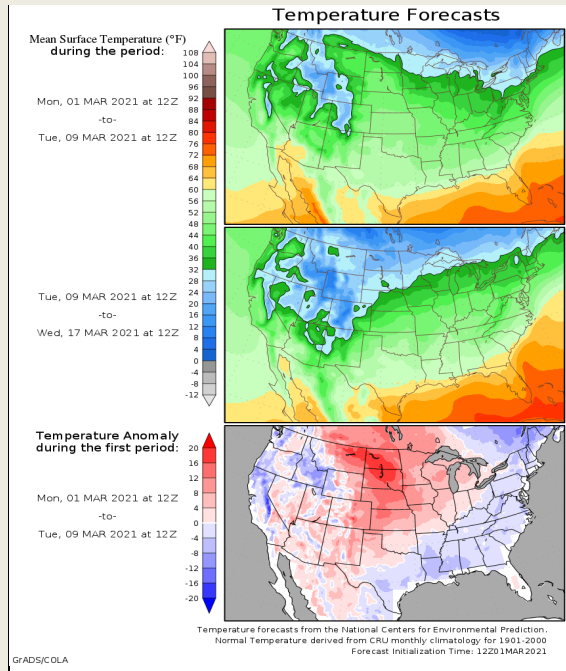 Temperature Forecasts
Mean Surface Temperature (°F)
during the period:
108
104
100
96
92
88
84
80
76
72
68
64
60
56
52
48
44
40
36
32
28
24
20
16
12
8
4
0
-4
-8
-12
Mon, 01 MAR 2021 at 12Z
-to-
Tue, 09 MAR 2021 at 12Z
Tue, 09 MAR 2021 at 12Z
-to-
Wed, 17 MAR 2021 at 12Z
Temperature Anomaly
during the first period:
20
16
12
8
4
0
-4
-8
-12
-16
-20
Mon, 01 MAR 2021 at 12Z
-to-
Tue, 09 MAR 2021 at 12Z
Temperature forecasts from the National Centers for Environmental Prediction.
Normal Temperature derived from CRU monthly climatology for 1901-2000
Forecast Initialization Time: 12Z01MAR2021
GrADS/COLA